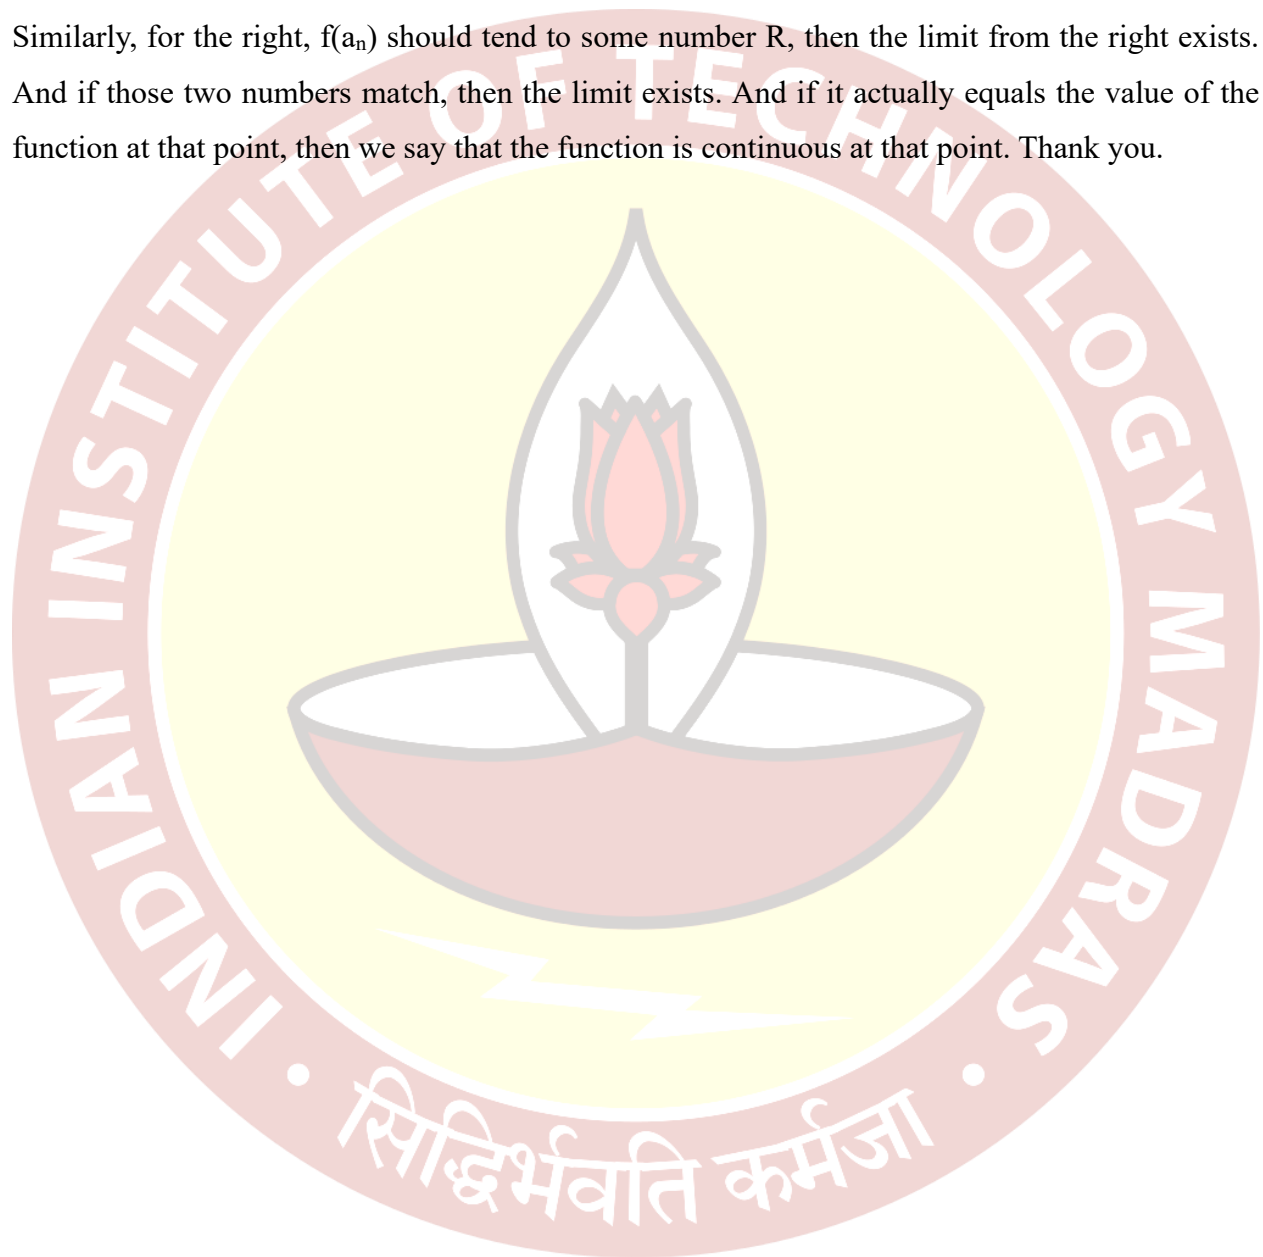 Similarly, for the right, f(aₙ) should tend to some number R, then the limit from the right exists.
And if those two numbers match, then the limit exists. And if it actually equals the value of the
function at that point, then we say that the function is continuous at that point. Thank you.
INDIAN INSTITUTE OF TECHNOLOGY MADRAS
सिद्धिर्भवति कर्मजा